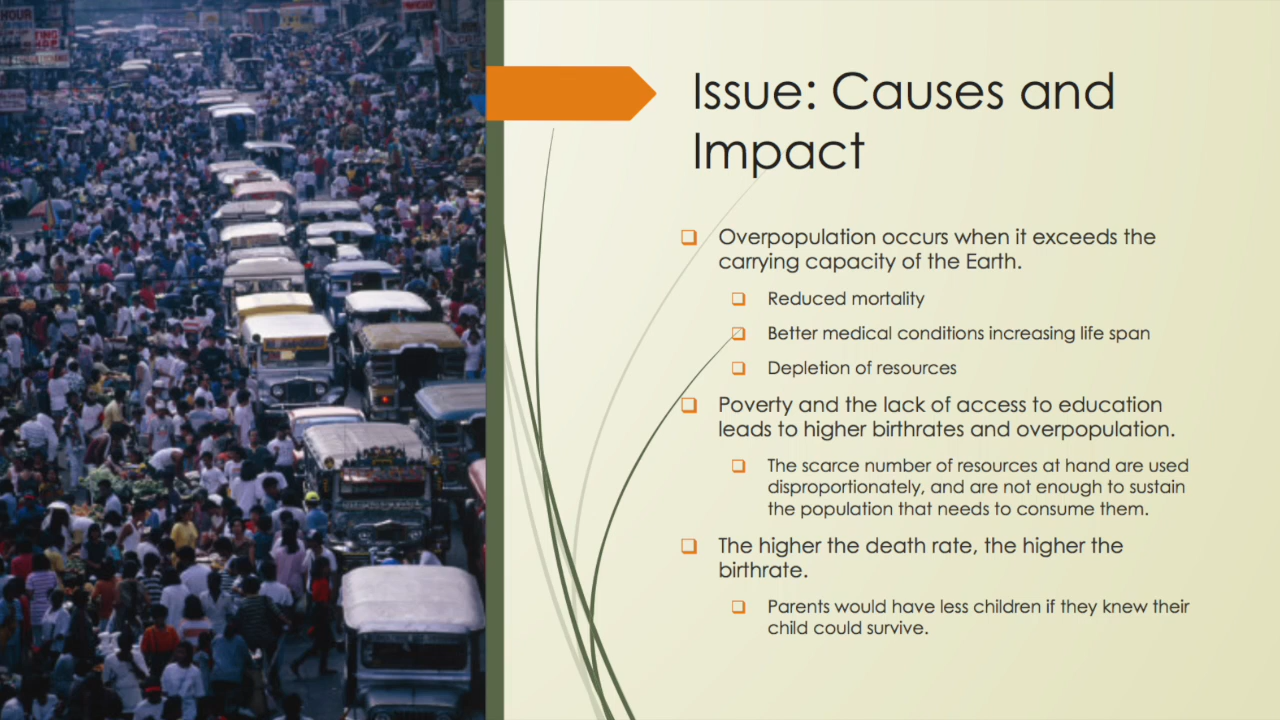 HOUR
Issue: Causes and
Impact
Overpopulation occurs when it exceeds the
carrying capacity of the Earth.
Reduced mortality
Better medical conditions increasing life span
Depletion of resources
Poverty and the lack of access to education
leads to higher birthrates and overpopulation.
The scarce number of resources at hand are used
disproportionately, and are not enough to sustain
the population that needs to consume them.
The higher the death rate, the higher the
birthrate.
Parents would have less children if they knew their
child could survive.